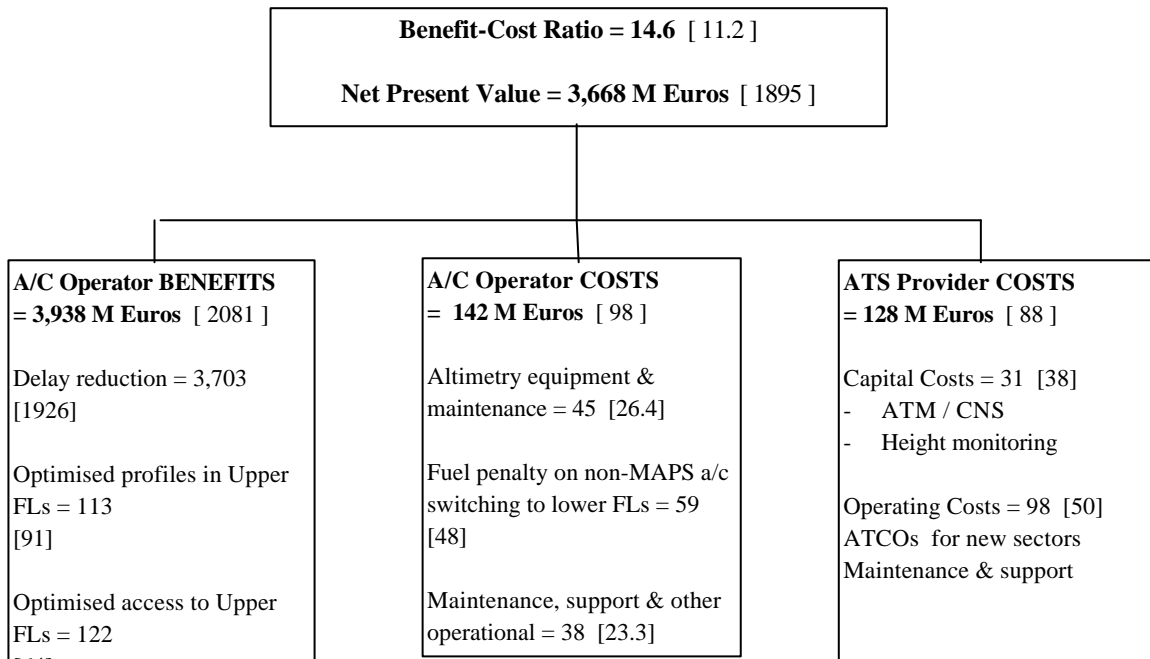 Benefit-Cost Ratio = 14.6 [ 11.2 ]
Net Present Value = 3,668 M Euros [ 1895 ]
A/C Operator BENEFITS
= 3,938 M Euros [ 2081 ]
Delay reduction = 3,703
[1926]
Optimised profiles in Upper
FLs = 113
[91]
Optimised access to Upper
FLs = 122
A/C Operator COSTS
= 142 M Euros [ 98 ]
Altimetry equipment &
maintenance = 45 [26.4]
Fuel penalty on non-MAPS a/c
switching to lower FLs = 59
[48]
Maintenance, support & other
operational = 38 [23.3]
ATS Provider COSTS
= 128 M Euros [ 88 ]
Capital Costs = 31 [38]
- ATM / CNS
- Height monitoring
Operating Costs = 98 [50]
ATCOs for new sectors
Maintenance & support